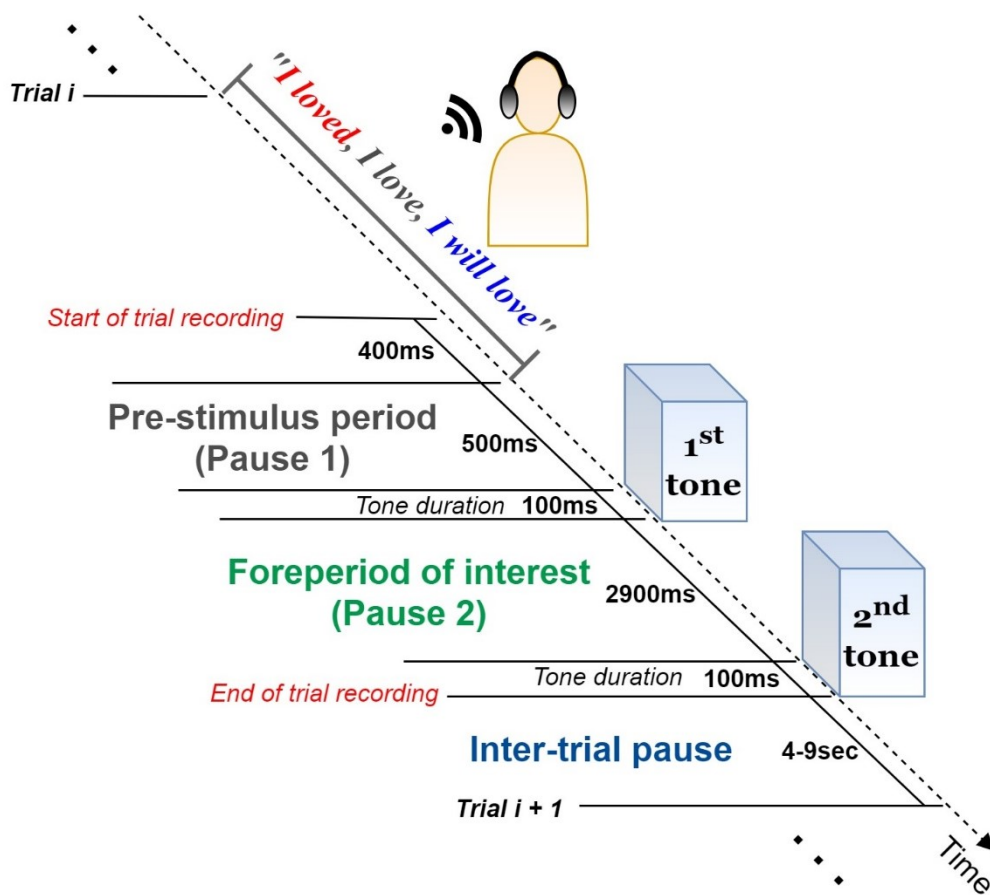 Trial i
"I loved, I love, I will love"
Start of trial recording
400ms
Pre-stimulus period
(Pause 1)
500ms
1st
tone
Tone duration 100ms
Foreperiod of interest
(Pause 2)
2900ms
2nd
tone
Tone duration 100ms
End of trial recording
Inter-trial pause
4-9sec
Trial i + 1
Time